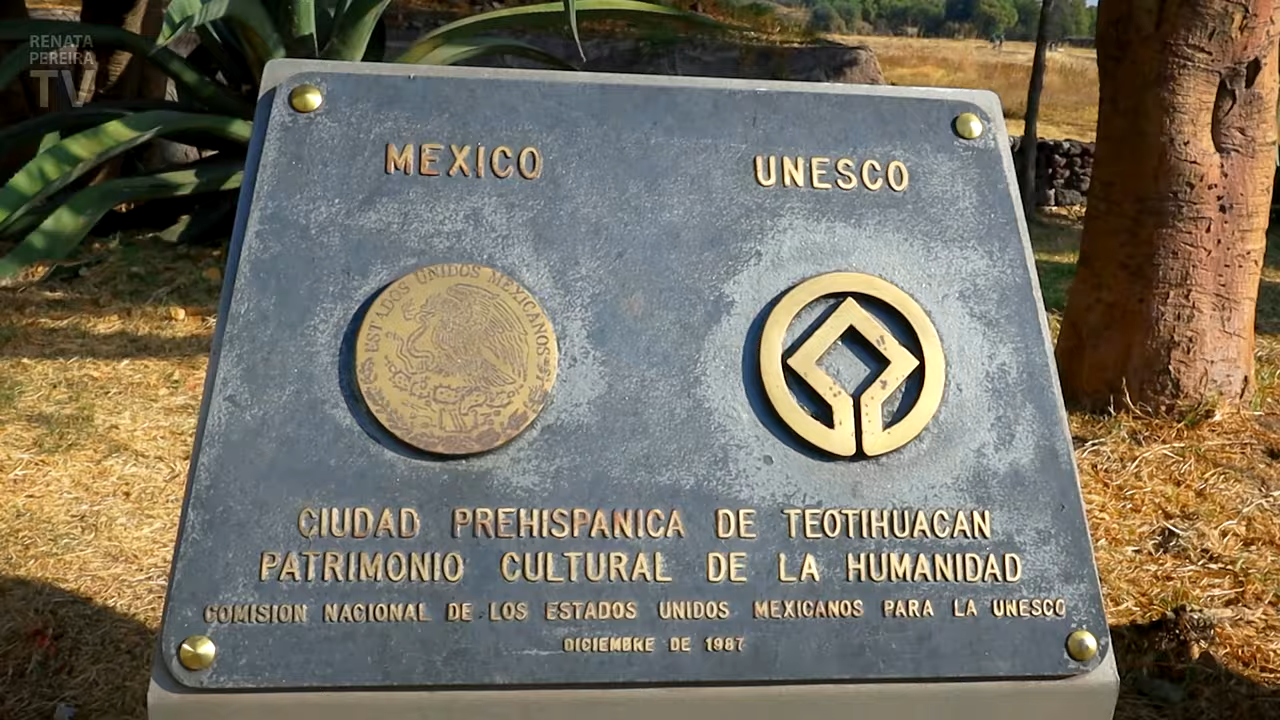 RENATA
PEREIRA
TV
MEXICO
UNESCO
ESTADOS UNIDOS MEXICANOS
CIUDAD PREHISPANICA DE TEOTIHUACAN
PATRIMONIO CULTURAL DE LA HUMANIDAD
COMISION NACIONAL DE LOS ESTADOS UNIDOS MEXICANOS PARA LA UNESCO
DICIEMBRE DE 1987